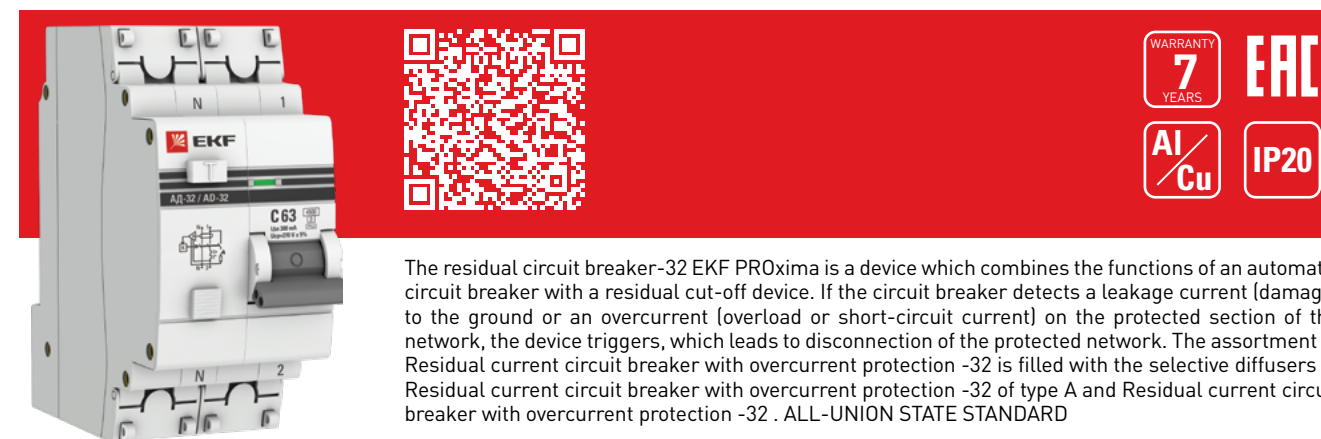 WARRANTY
7
YEARS
EAC
Al/Cu
IP20
N 1
EKF
T
АД-32 / AD-32
C 63
N 2
The residual circuit breaker-32 EKF PROxima is a device which combines the functions of an automat
circuit breaker with a residual cut-off device. If the circuit breaker detects a leakage current (damag
to the ground or an overcurrent (overload or short-circuit current) on the protected section of th
network, the device triggers, which leads to disconnection of the protected network. The assortment
Residual current circuit breaker with overcurrent protection -32 is filled with the selective diffusers
Residual current circuit breaker with overcurrent protection -32 of type A and Residual current circu
breaker with overcurrent protection -32 . ALL-UNION STATE STANDARD